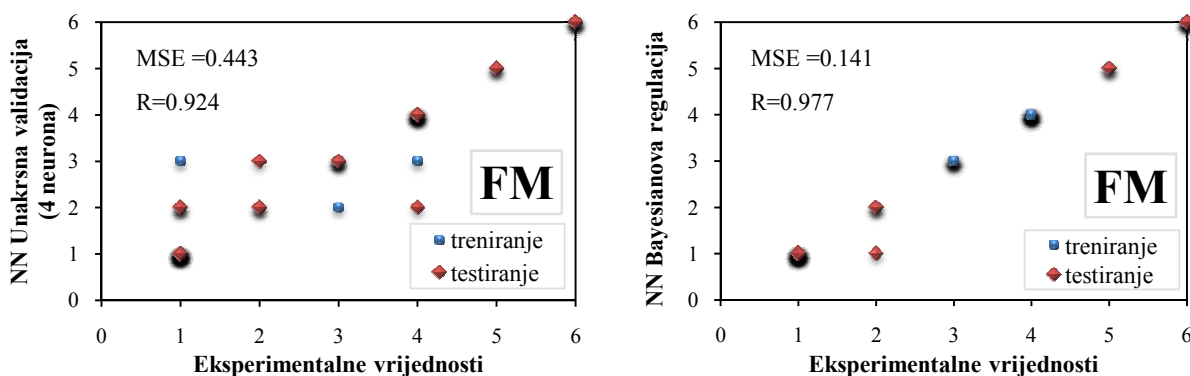 NN Unakrsna validacija
(4 neurona)
6
5
4
3
2
1
0
MSE =0.443
R=0.924
FM
treniranje
testiranje
0 1 2 3 4 5 6
Eksperimentalne vrijednosti
NN Bayesianova regulacija
6
5
4
3
2
1
0
MSE =0.141
R=0.977
FM
treniranje
testiranje
0 1 2 3 4 5 6
Eksperimentalne vrijednosti